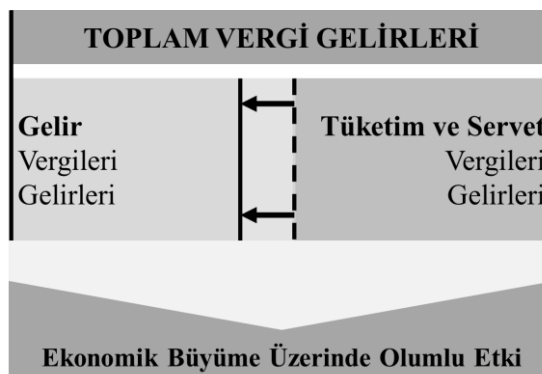 TOPLAM VERGİ GELİRLERİ
Gelir
Vergileri
Gelirleri
Tüketim ve Servet
Vergileri
Gelirleri
Ekonomik Büyüme Üzerinde Olumlu Etki